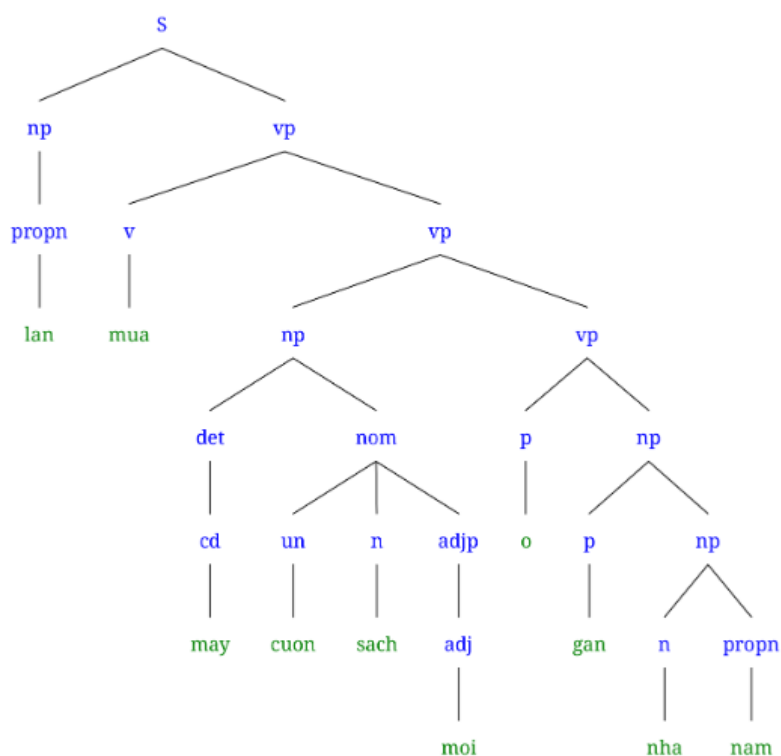 S
np vp
propn v vp
lan mua np vp
det nom p np
cd un n adjp o p np
may cuon sach adj gan n propn
moi nha nam